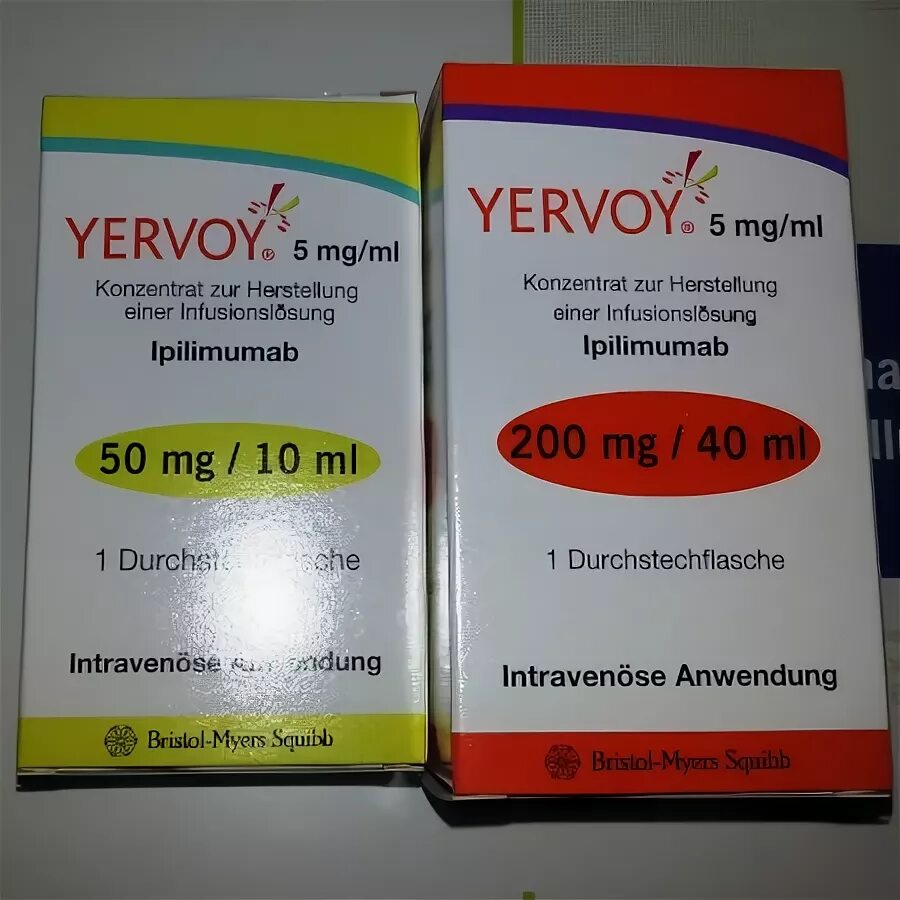 YERVOY® 5 mg/ml
Konzentrat zur Herstellung
einer Infusionslösung
Ipilimumab
50 mg / 10 ml
1
Intravenöse
Bristol-Myers Squibb
YERVOY® 5 mg/ml
Konzentrat zur Herstellung
einer Infusionslösung
Ipilimumab
200 mg / 40 ml
1 Durchstechflasche
Intravenöse Anwendung
Bristol-Myers Squibb